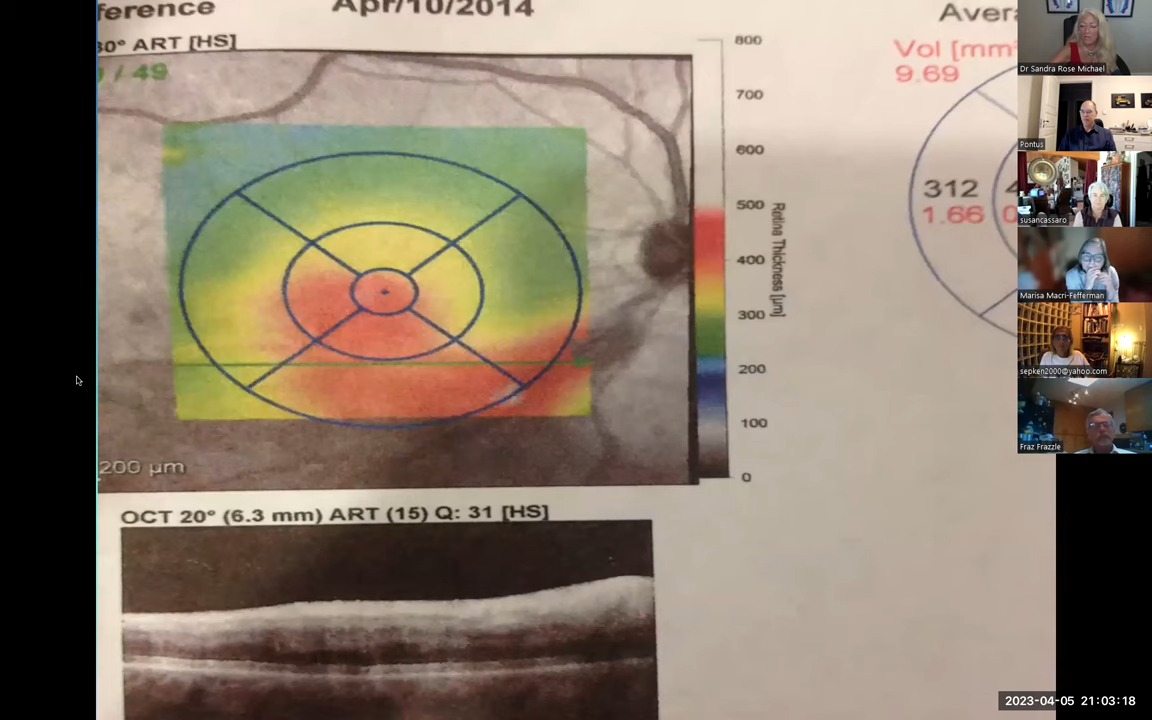 ference
Apr/10/2014
Avera
30° ART [HS]
/ 49
Vol [mm³
9.69
800
700
600
500
400
300
200
100
0
Retina Thickness [µm]
312
4
1.66
0
200 µm
OCT 20° (6.3 mm) ART (15) Q: 31 [HS]
Dr Sandra Rose Michael
Pontus
susancassaro
Marisa Macri-Fefferman
sepken2000@yahoo.com
Fraz Frazzle
2023-04-05 21:03:18